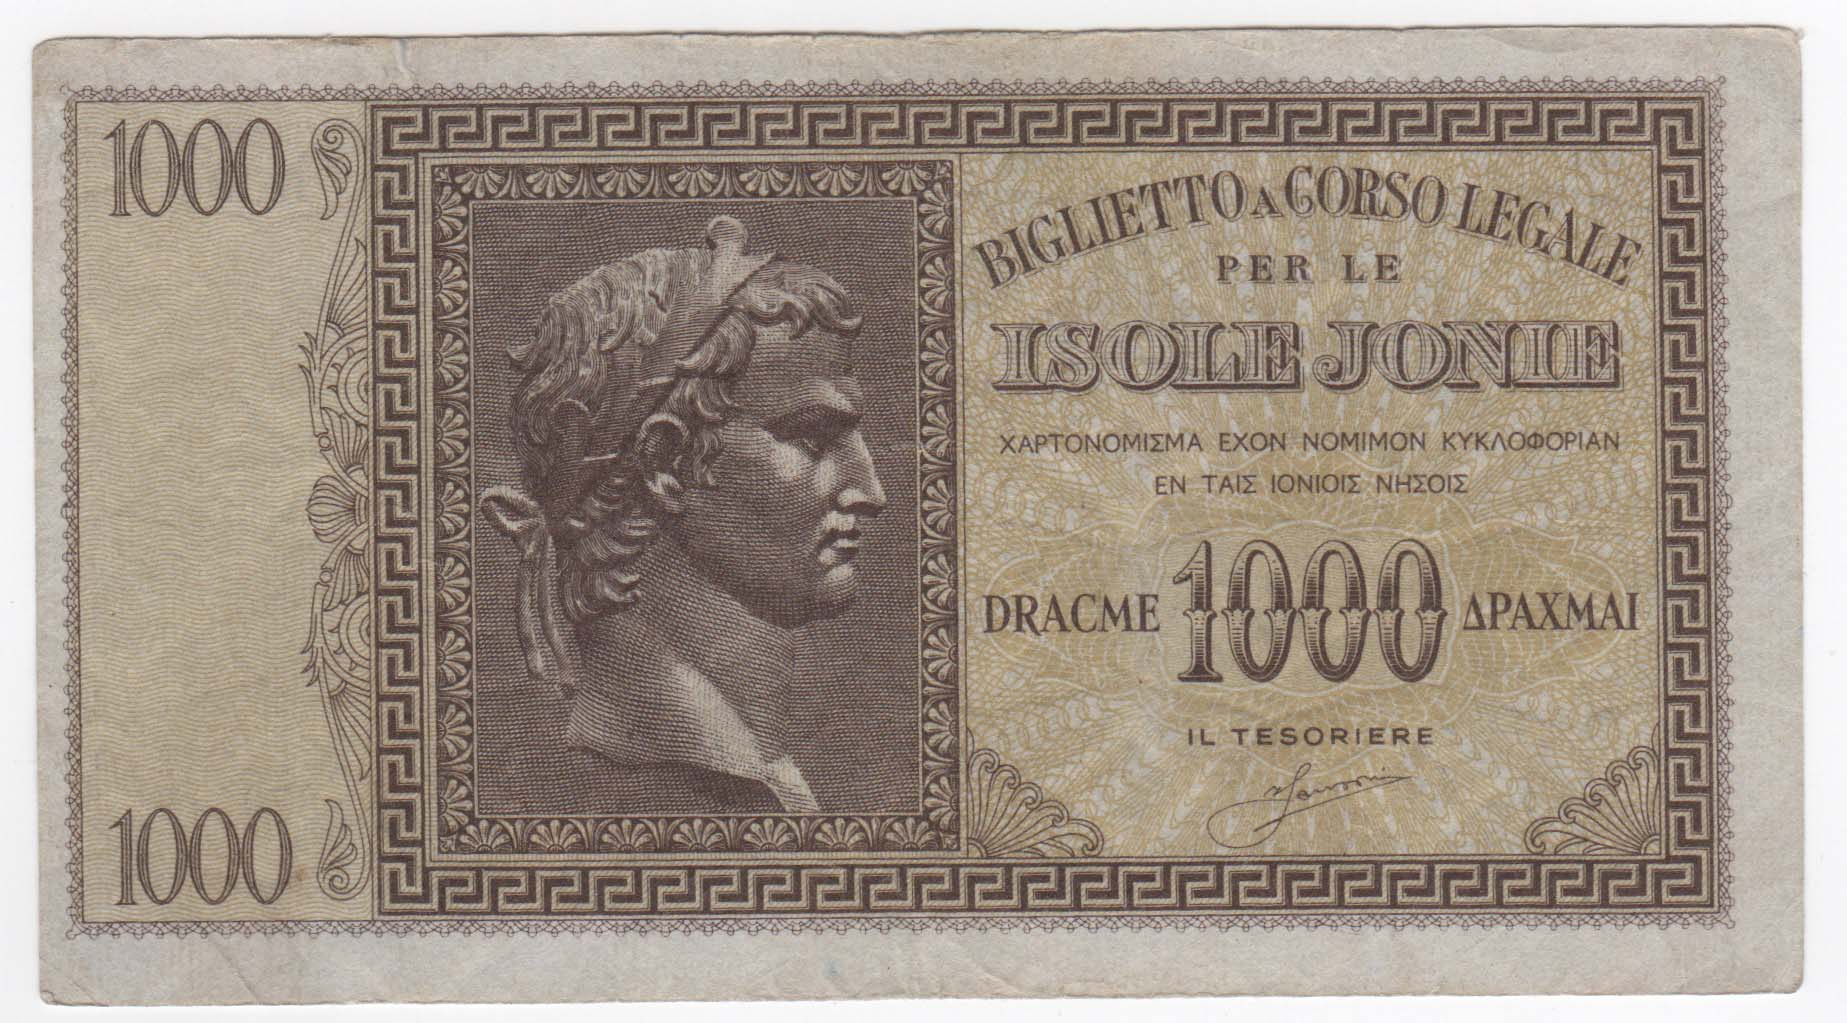 1000
BIGLIETTO A CORSO LEGALE
PER LE
ISOLE JONIE
ΧΑΡΤΟΝΟΜΙΣΜΑ ΕΧΟΝ ΝΟΜΙΜΟΝ ΚΥΚΛΟΦΟΡΙΑΝ
ΕΝ ΤΑΙΣ ΙΟΝΙΟΙΣ ΝΗΣΟΙΣ
DRACME 1000 ΔΡΑΧΜΑΙ
IL TESORIERE
1000